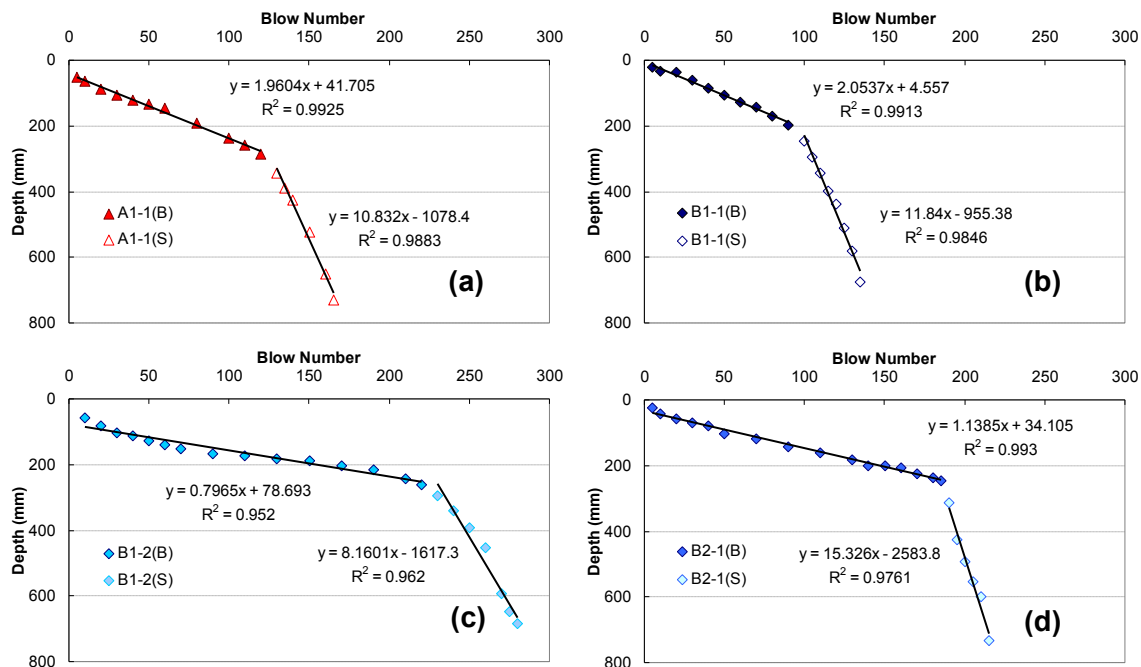 Blow Number
0 50 100 150 200 250 300
0
200
400
600
800
Depth (mm)
y = 1.9604x + 41.705
R² = 0.9925
y = 10.832x - 1078.4
R² = 0.9883
A1-1(B)
A1-1(S)
(a)
Blow Number
0 50 100 150 200 250 300
0
200
400
600
800
Depth (mm)
y = 2.0537x + 4.557
R² = 0.9913
y = 11.84x - 955.38
R² = 0.9846
B1-1(B)
B1-1(S)
(b)
Blow Number
0 50 100 150 200 250 300
0
200
400
600
800
Depth (mm)
y = 0.7965x + 78.693
R² = 0.952
y = 8.1601x - 1617.3
R² = 0.962
B1-2(B)
B1-2(S)
(c)
Blow Number
0 50 100 150 200 250 300
0
200
400
600
800
Depth (mm)
y = 1.1385x + 34.105
R² = 0.993
y = 15.326x - 2583.8
R² = 0.9761
B2-1(B)
B2-1(S)
(d)